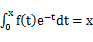 ∫₀ˣ f(t)e⁻ᵗdt = x